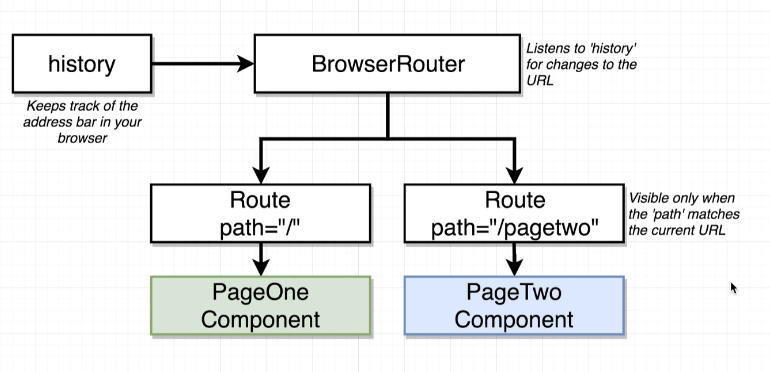 history
Keeps track of the
address bar in your
browser
BrowserRouter
Listens to 'history'
for changes to the
URL
Route
path="/"
Route
path="/pagetwo"
Visible only when
the 'path' matches
the current URL
PageOne
Component
PageTwo
Component